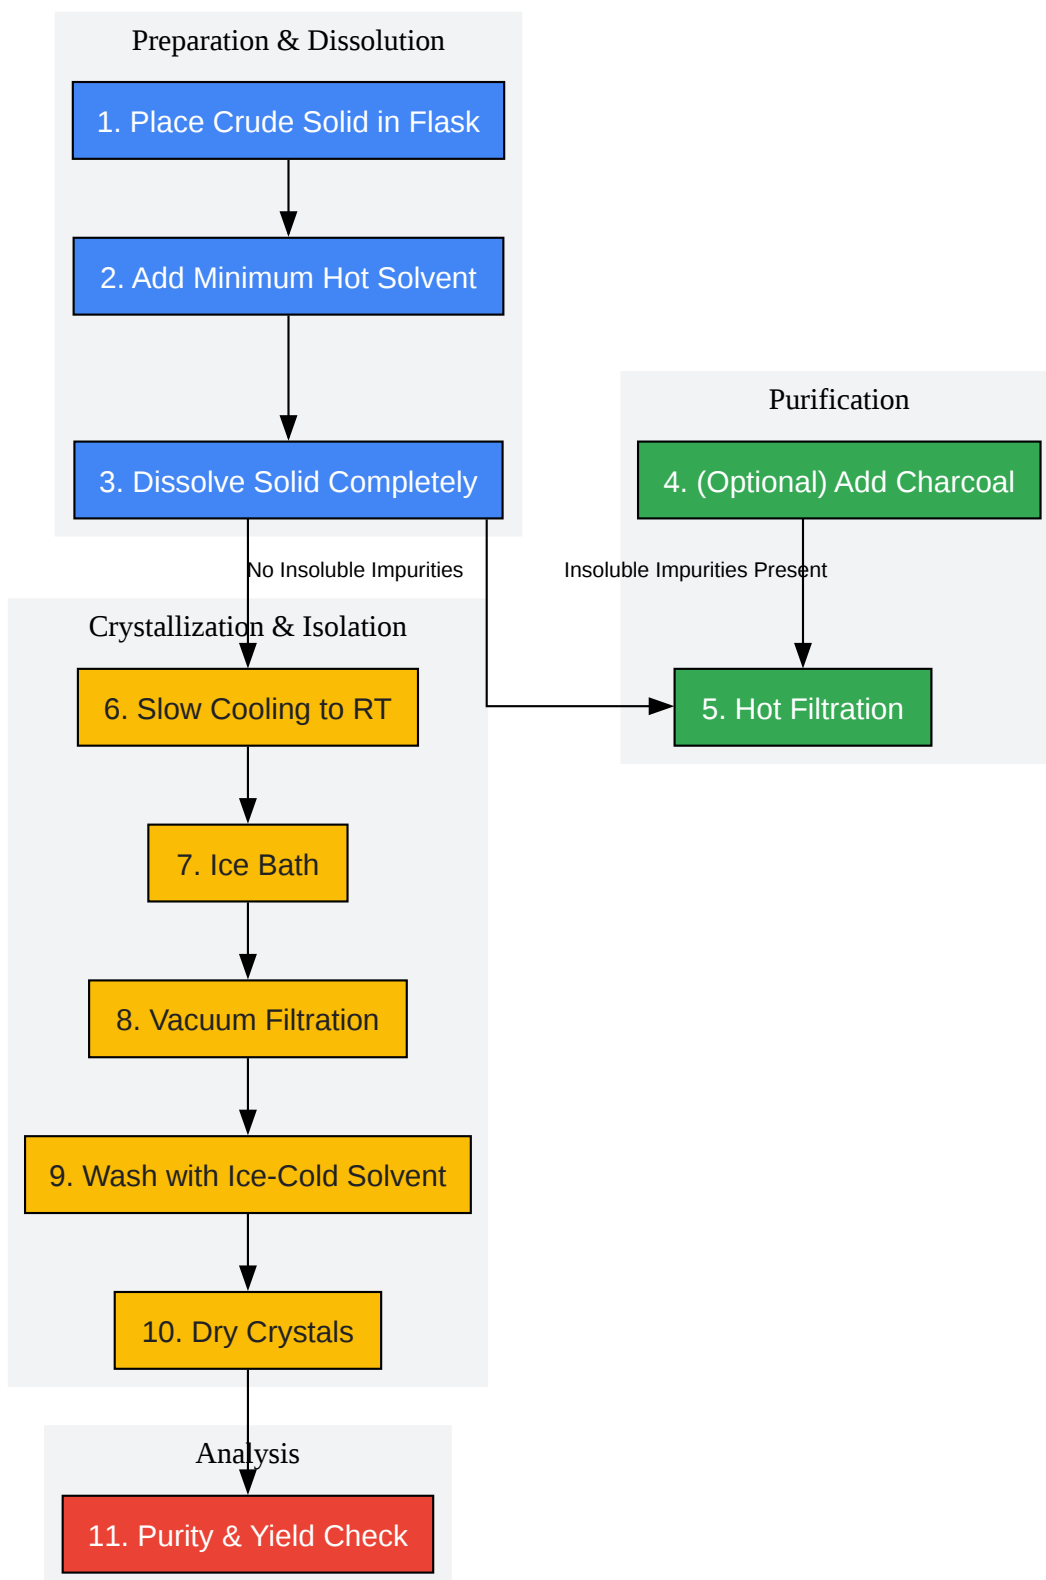 Preparation & Dissolution
1. Place Crude Solid in Flask
2. Add Minimum Hot Solvent
3. Dissolve Solid Completely
Purification
4. (Optional) Add Charcoal
No Insoluble Impurities
Insoluble Impurities Present
5. Hot Filtration
Crystallization & Isolation
6. Slow Cooling to RT
7. Ice Bath
8. Vacuum Filtration
9. Wash with Ice-Cold Solvent
10. Dry Crystals
Analysis
11. Purity & Yield Check